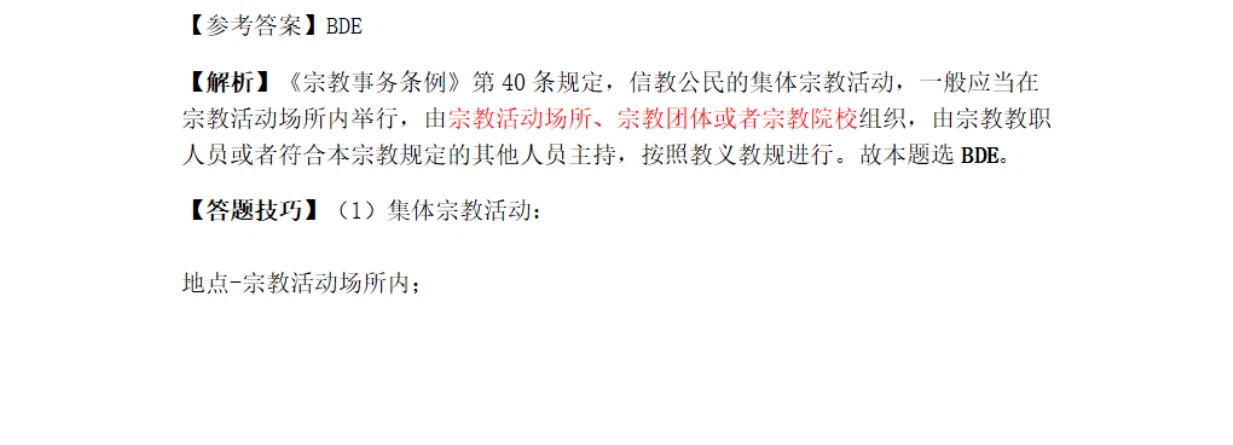 【参考答案】BDE
【解析】《宗教事务条例》第 40 条规定，信教公民的集体宗教活动，一般应当在
宗教活动场所内举行，由宗教活动场所、宗教团体或者宗教院校组织，由宗教教职
人员或者符合本宗教规定的其他人员主持，按照教义教规进行。故本题选 BDE。
【答题技巧】（1）集体宗教活动：
地点-宗教活动场所内；